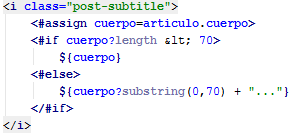 <i class="post-subtitle">
<#assign cuerpo=articulo.cuerpo>
<#if cuerpo?length &lt; 70>
${cuerpo}
<#else>
${cuerpo?substring(0,70) + "..."}
</#if>
</i>